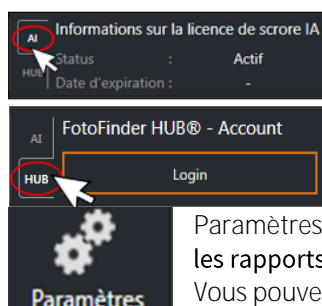 AI
Informations sur la licence de scrore IA
Status : Actif
HUB
Date d'expiration : -
AI
FotoFinder HUB® - Account
HUB
Login
Paramètres
les rapports
Vous pouve
Paramètres